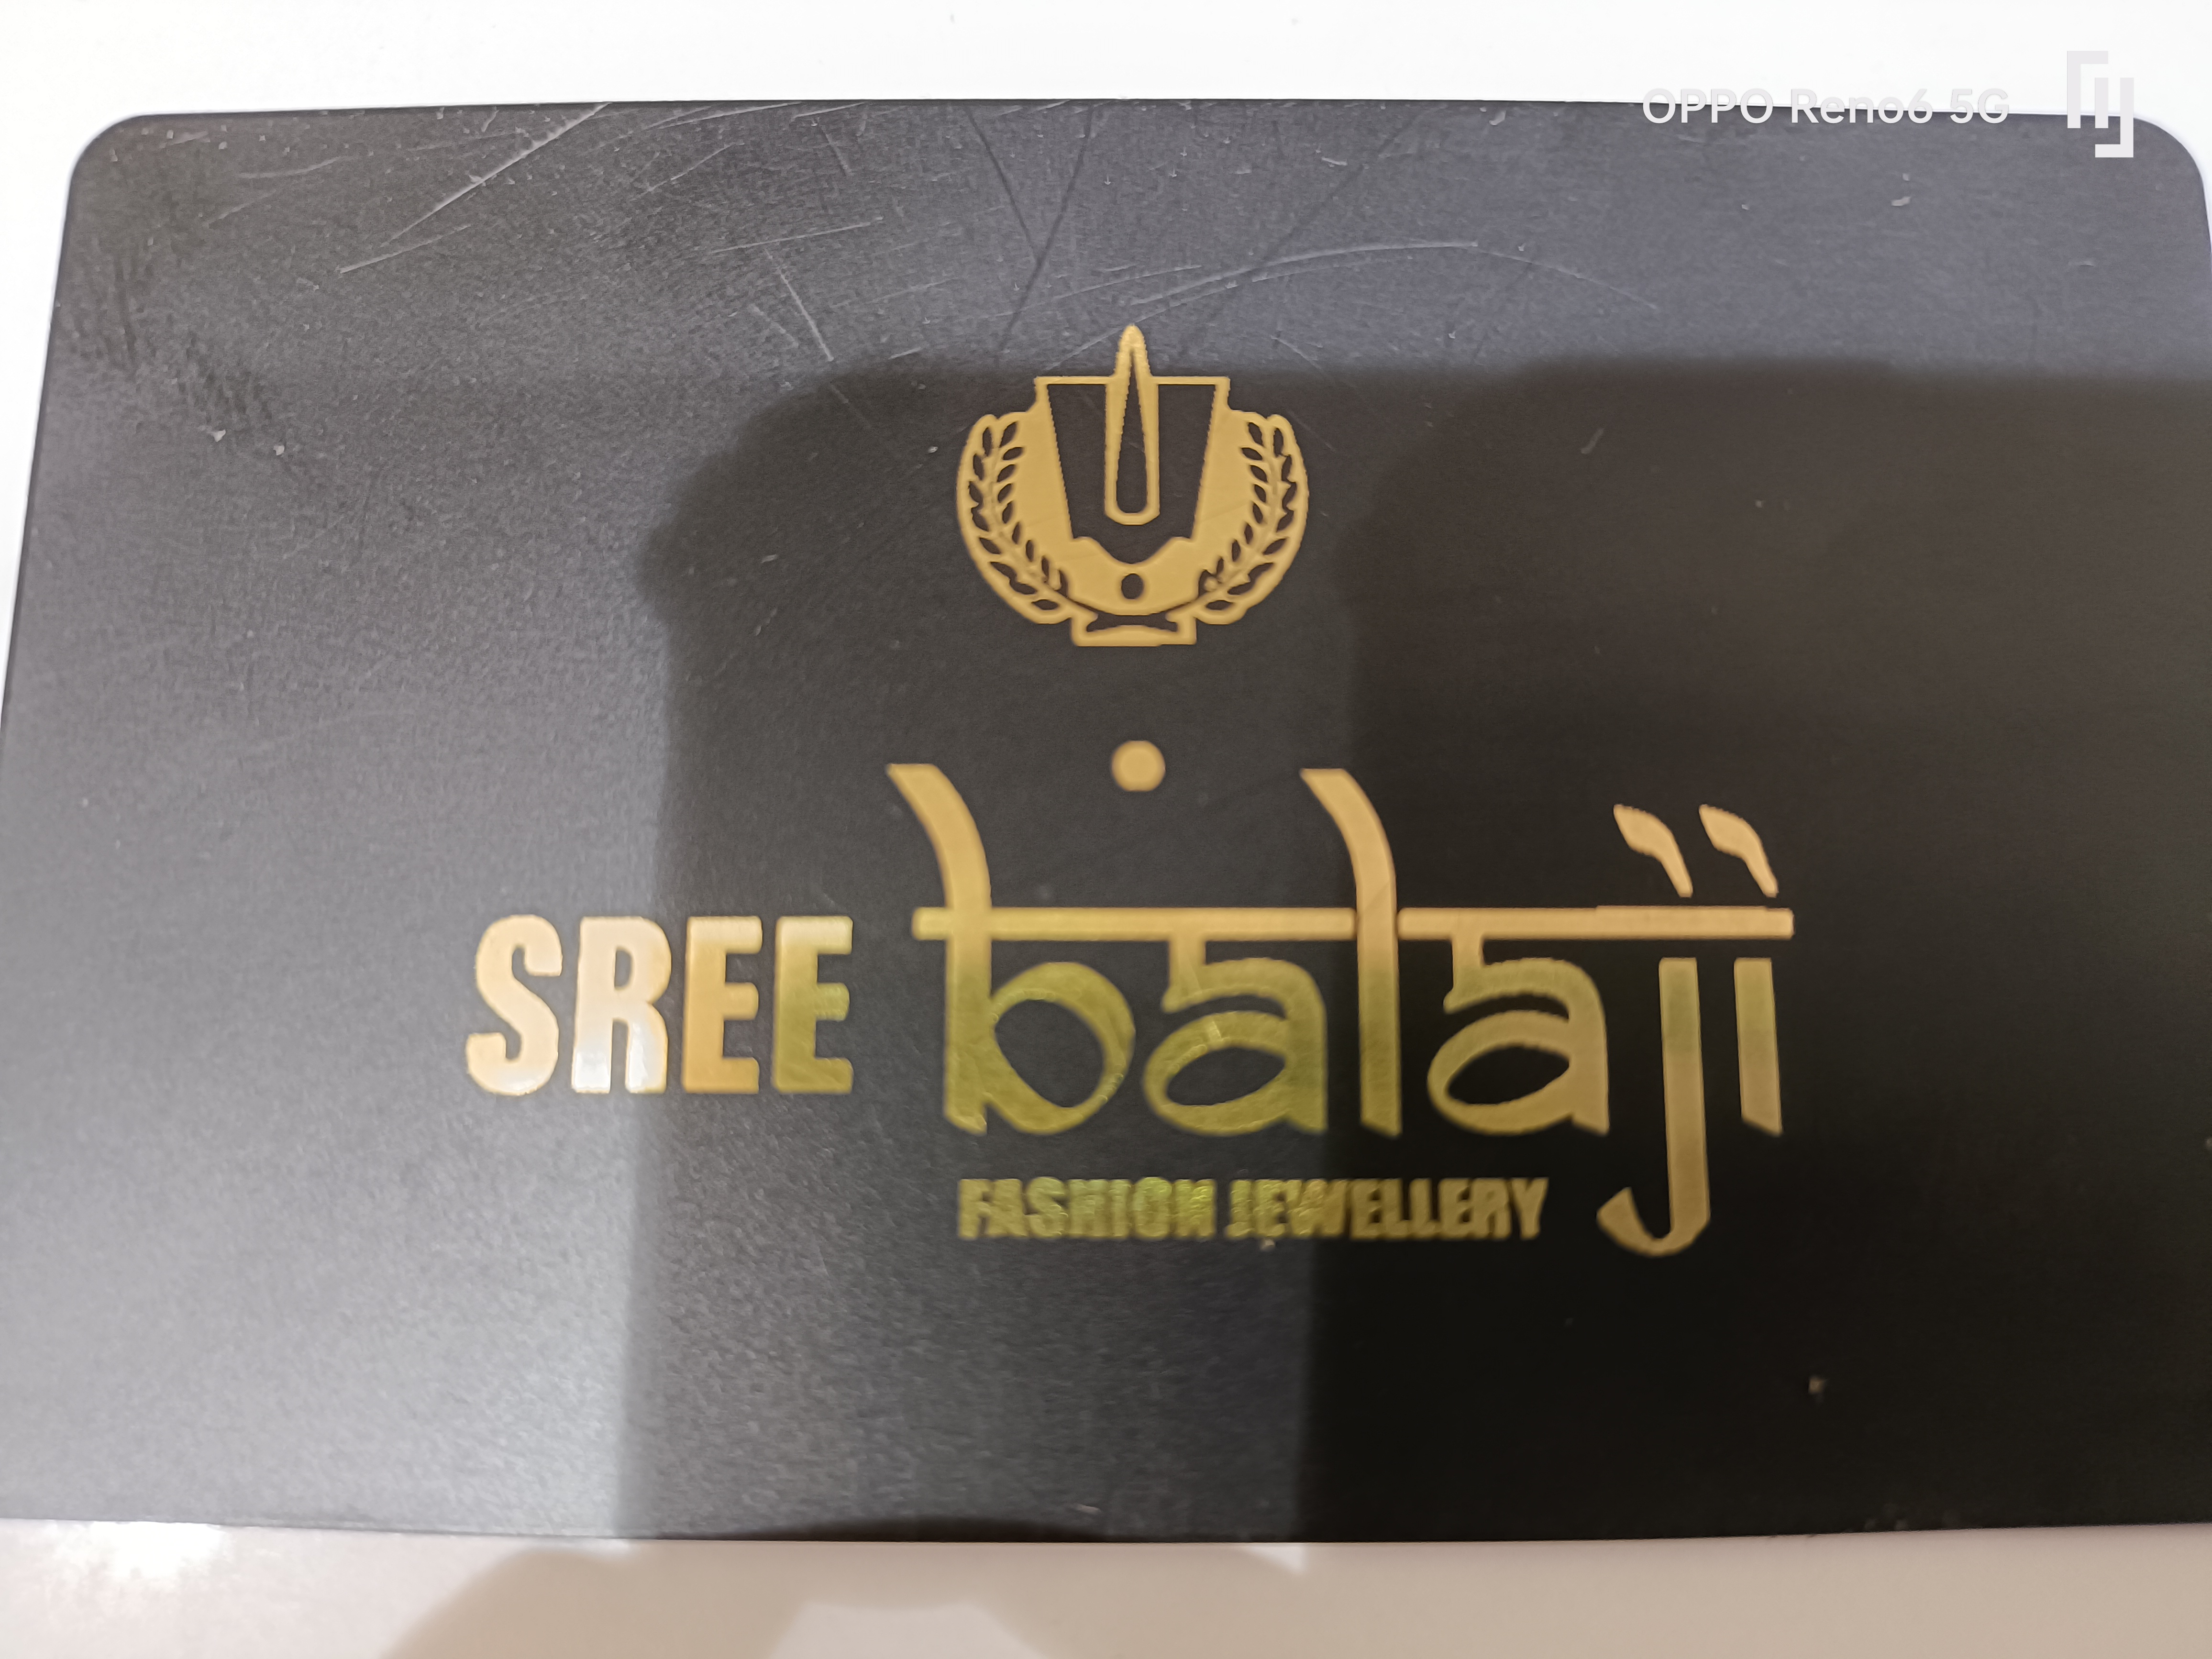 OPPO Reno6 5G
SREE balaji
FASHION JEWELLERY